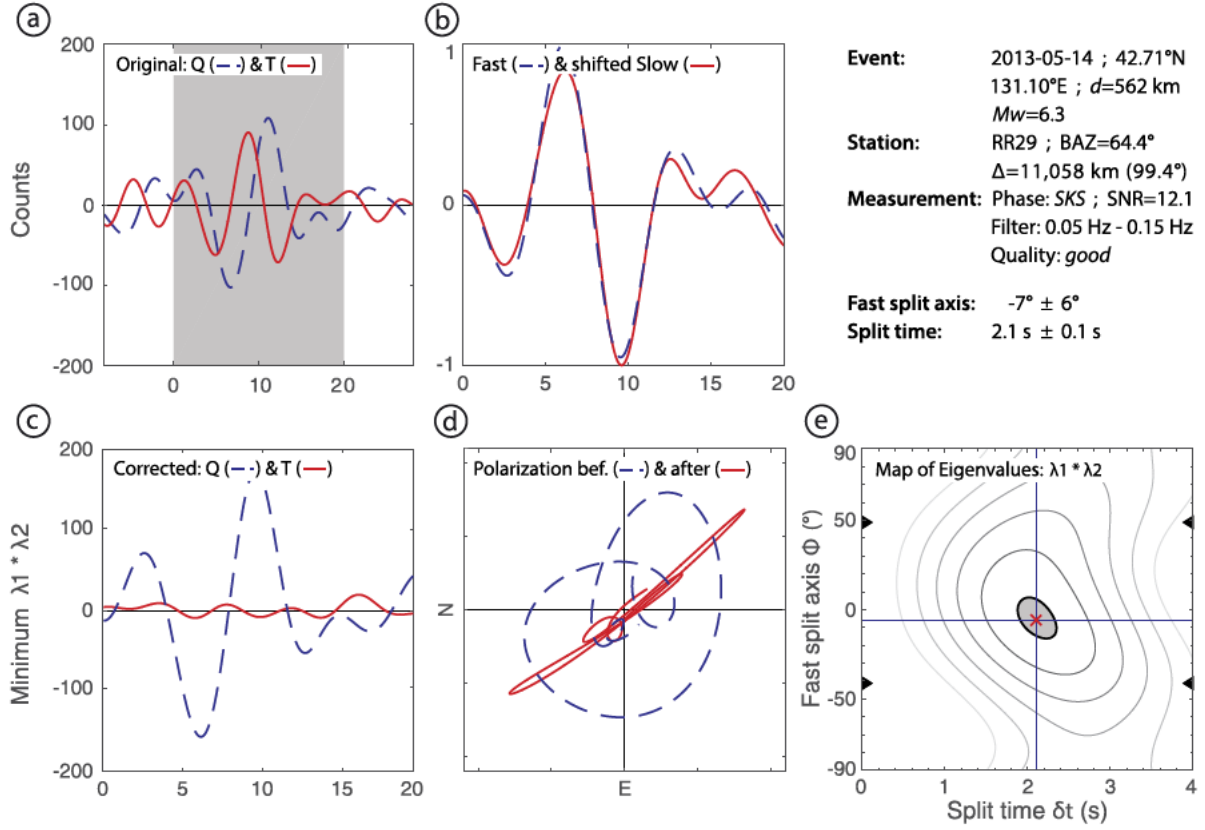 a
Original: Q (– –) & T (—)
Counts
200
100
0
-100
-200
0
10
20
b
Fast (– –) & shifted Slow (—)
1
0
-1
0
5
10
15
20
Event: 2013-05-14 ; 42.71°N
131.10°E ; d=562 km
Mw=6.3
Station: RR29 ; BAZ=64.4°
Δ=11,058 km (99.4°)
Measurement: Phase: SKS ; SNR=12.1
Filter: 0.05 Hz - 0.15 Hz
Quality: good
Fast split axis: -7° ± 6°
Split time: 2.1 s ± 0.1 s
c
Corrected: Q (– –) & T (—)
Minimum λ1 * λ2
200
100
0
-100
-200
0
5
10
15
20
d
Polarization bef. (– –) & after (—)
N
E
e
Map of Eigenvalues: λ1 * λ2
Fast split axis Φ (°)
90
50
0
-50
-90
0
1
2
3
4
Split time δt (s)